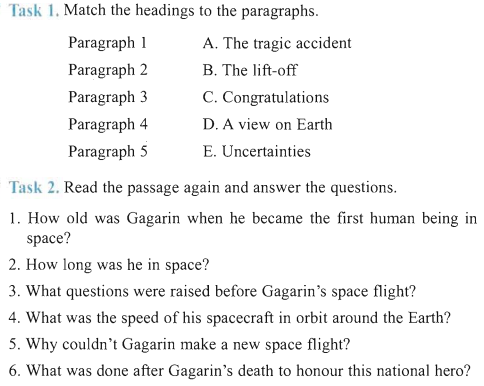 Task 1. Match the headings to the paragraphs.
Paragraph 1 A. The tragic accident
Paragraph 2 B. The lift-off
Paragraph 3 C. Congratulations
Paragraph 4 D. A view on Earth
Paragraph 5 E. Uncertainties
Task 2. Read the passage again and answer the questions.
1. How old was Gagarin when he became the first human being in
space?
2. How long was he in space?
3. What questions were raised before Gagarin's space flight?
4. What was the speed of his spacecraft in orbit around the Earth?
5. Why couldn't Gagarin make a new space flight?
6. What was done after Gagarin's death to honour this national hero?